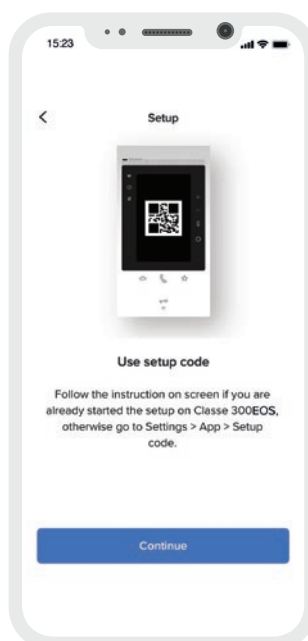 15:23
Setup
Use setup code
Follow the instruction on screen if you are
already started the setup on Classe 300EOS,
otherwise go to Settings > App > Setup
code.
Continue